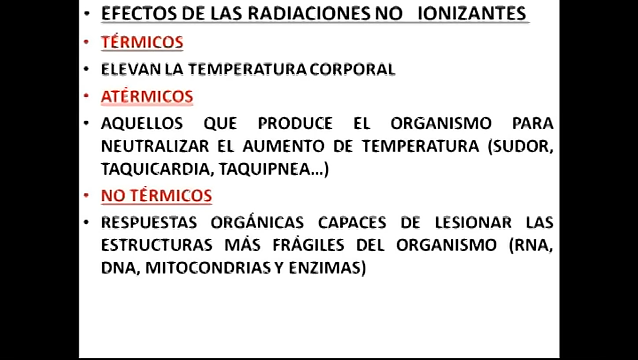 • EFECTOS DE LAS RADIACIONES NO IONIZANTES
• TÉRMICOS
• ELEVAN LA TEMPERATURA CORPORAL
• ATÉRMICOS
• AQUELLOS QUE PRODUCE EL ORGANISMO PARA
NEUTRALIZAR EL AUMENTO DE TEMPERATURA (SUDOR,
TAQUICARDIA, TAQUIPNEA...)
• NO TÉRMICOS
• RESPUESTAS ORGÁNICAS CAPACES DE LESIONAR LAS
ESTRUCTURAS MÁS FRÁGILES DEL ORGANISMO (RNA,
DNA, MITOCONDRIAS Y ENZIMAS)